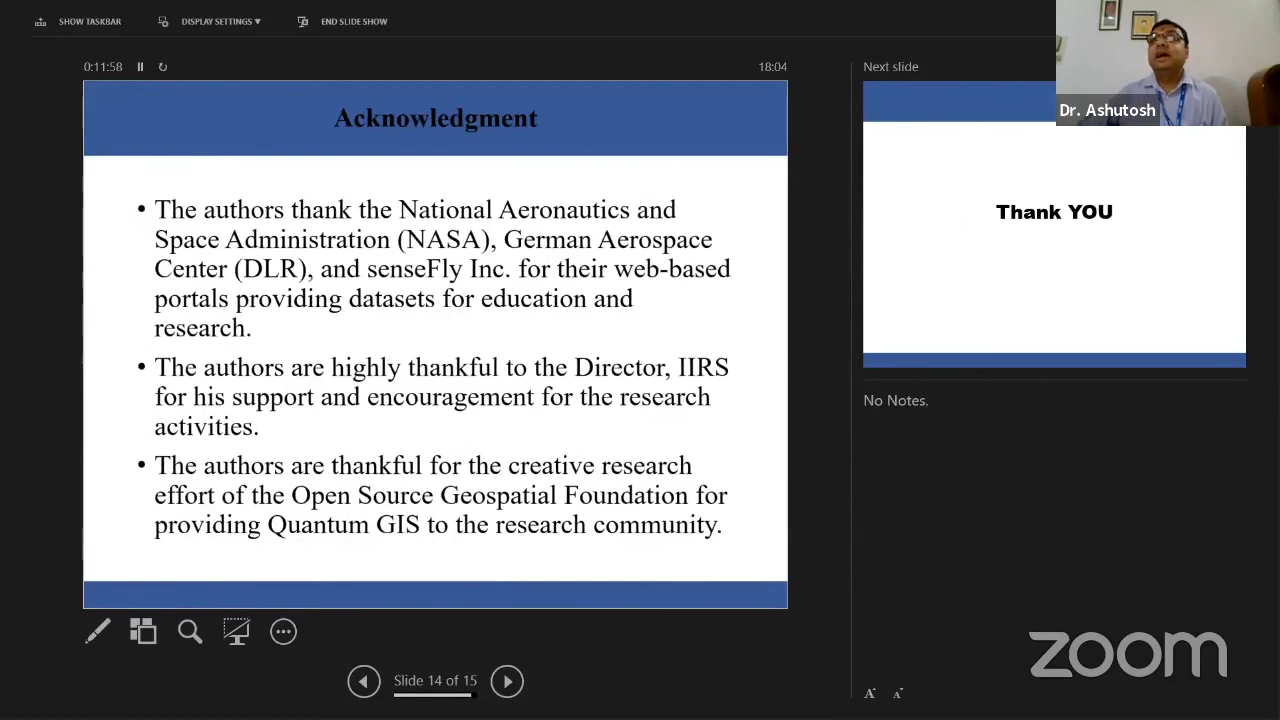 SHOW TASKBAR
DISPLAY SETTINGS ▼
END SLIDE SHOW
0:11:58
18:04
Acknowledgment
• The authors thank the National Aeronautics and
Space Administration (NASA), German Aerospace
Center (DLR), and senseFly Inc. for their web-based
portals providing datasets for education and
research.
• The authors are highly thankful to the Director, IIRS
for his support and encouragement for the research
activities.
• The authors are thankful for the creative research
effort of the Open Source Geospatial Foundation for
providing Quantum GIS to the research community.
Slide 14 of 15
Next slide
Thank YOU
No Notes.
A A
Dr. Ashutosh
zoom